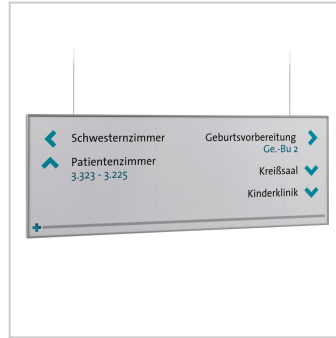 Schwesternzimmer
Patientenzimmer
3.323 - 3.225
Geburtsvorbereitung
Ge.-Bu 2
Kreißsaal
Kinderklinik